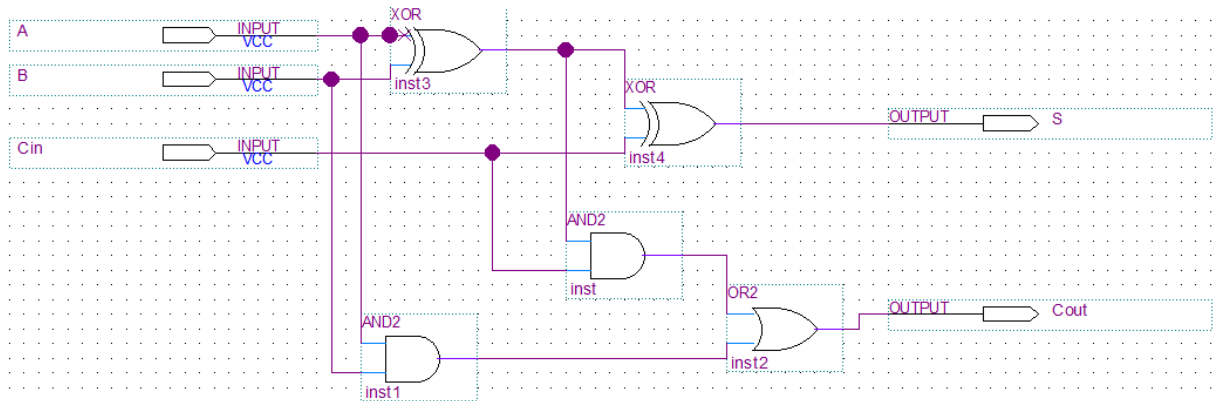 XOR
A
INPUT
VCC
B
INPUT
VCC
inst3
XOR
OUTPUT
S
Cin
INPUT
VCC
inst4
AND2
inst
OR2
OUTPUT
Cout
AND2
inst2
inst1